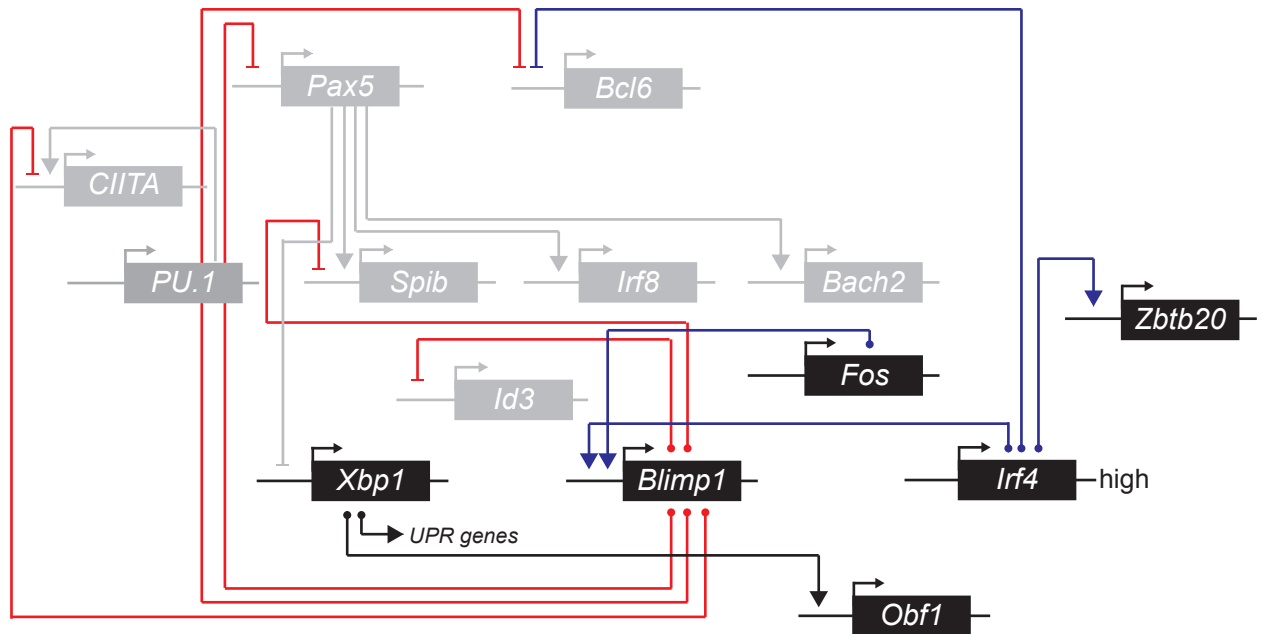 Pax5
Bcl6
CIITA
PU.1
Spib
Irf8
Bach2
Zbtb20
Fos
Id3
Xbp1
Blimp1
Irf4
high
UPR genes
Obf1